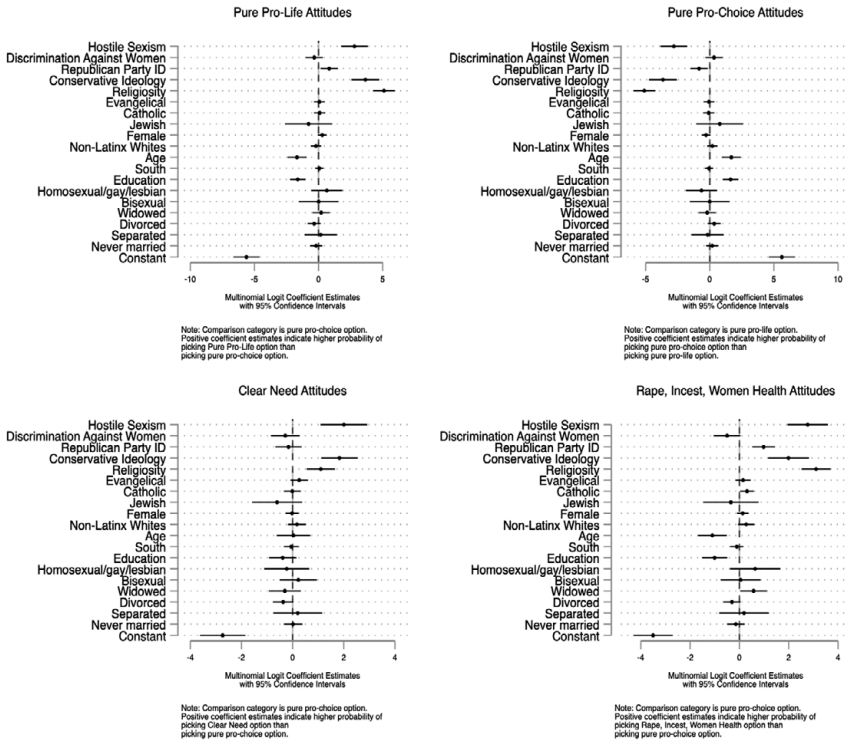 Pure Pro-Life Attitudes
Hostile Sexism
Discrimination Against Women
Republican Party ID
Conservative Ideology
Religiosity
Evangelical
Catholic
Jewish
Female
Non-Latinx Whites
Age
South
Education
Homosexual/gay/lesbian
Bisexual
Widowed
Divorced
Separated
Never married
Constant
-10 -5 0 5
Multinomial Logit Coefficient Estimates
with 95% Confidence Intervals
Note: Comparison category is pure pro-choice option.
Positive coefficient estimates indicate higher probability of
picking Pure Pro-Life option than
picking pure pro-choice option.
Pure Pro-Choice Attitudes
Hostile Sexism
Discrimination Against Women
Republican Party ID
Conservative Ideology
Religiosity
Evangelical
Catholic
Jewish
Female
Non-Latinx Whites
Age
South
Education
Homosexual/gay/lesbian
Bisexual
Widowed
Divorced
Separated
Never married
Constant
-5 0 5 10
Multinomial Logit Coefficient Estimates
with 95% Confidence Intervals
Note: Comparison category is pure pro-life option.
Positive coefficient estimates indicate higher probability of
picking pure pro-choice option than
picking pure pro-life option.
Clear Need Attitudes
Hostile Sexism
Discrimination Against Women
Republican Party ID
Conservative Ideology
Religiosity
Evangelical
Catholic
Jewish
Female
Non-Latinx Whites
Age
South
Education
Homosexual/gay/lesbian
Bisexual
Widowed
Divorced
Separated
Never married
Constant
-4 -2 0 2 4
Multinomial Logit Coefficient Estimates
with 95% Confidence Intervals
Note: Comparison category is pure pro-choice option.
Positive coefficient estimates indicate higher probability of
picking Clear Need option than
picking pure pro-choice option.
Rape, Incest, Women Health Attitudes
Hostile Sexism
Discrimination Against Women
Republican Party ID
Conservative Ideology
Religiosity
Evangelical
Catholic
Jewish
Female
Non-Latinx Whites
Age
South
Education
Homosexual/gay/lesbian
Bisexual
Widowed
Divorced
Separated
Never married
Constant
-4 -2 0 2 4
Multinomial Logit Coefficient Estimates
with 95% Confidence Intervals
Note: Comparison category is pure pro-choice option.
Positive coefficient estimates indicate higher probability of
picking Rape, Incest, Women Health option than
picking pure pro-choice option.